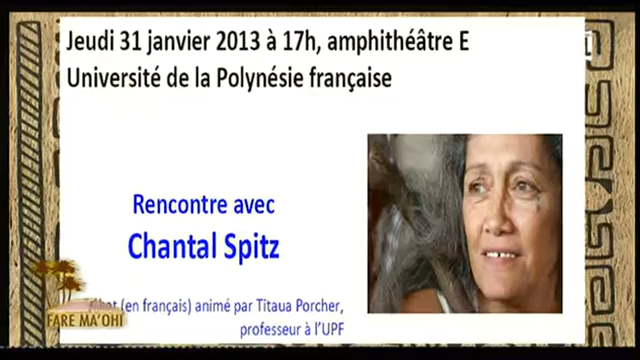 Jeudi 31 janvier 2013 à 17h, amphithéâtre E
Université de la Polynésie française
Rencontre avec
Chantal Spitz
(en français) animé par Titaua Porcher,
professeur à l'UPF
FARE MA'OHI